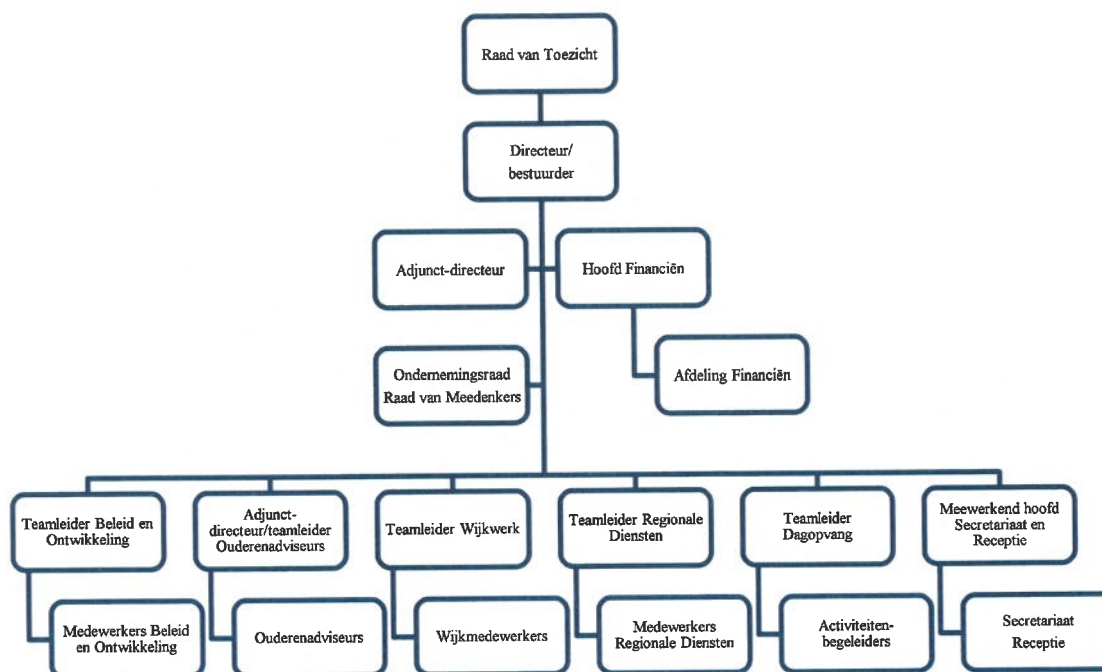 Raad van Toezicht
Directeur/
bestuurder
Adjunct-directeur
Hoofd Financiën
Ondernemingsraad
Raad van Meedenkers
Afdeling Financiën
Teamleider Beleid en
Ontwikkeling
Adjunct-
directeur/teamleider
Ouderenadviseurs
Teamleider Wijkwerk
Teamleider Regionale
Diensten
Teamleider
Dagopvang
Meewerkend hoofd
Secretariaat en
Receptie
Medewerkers Beleid
en Ontwikkeling
Ouderenadviseurs
Wijkmedewerkers
Medewerkers
Regionale Diensten
Activiteiten-
begeleiders
Secretariaat
Receptie